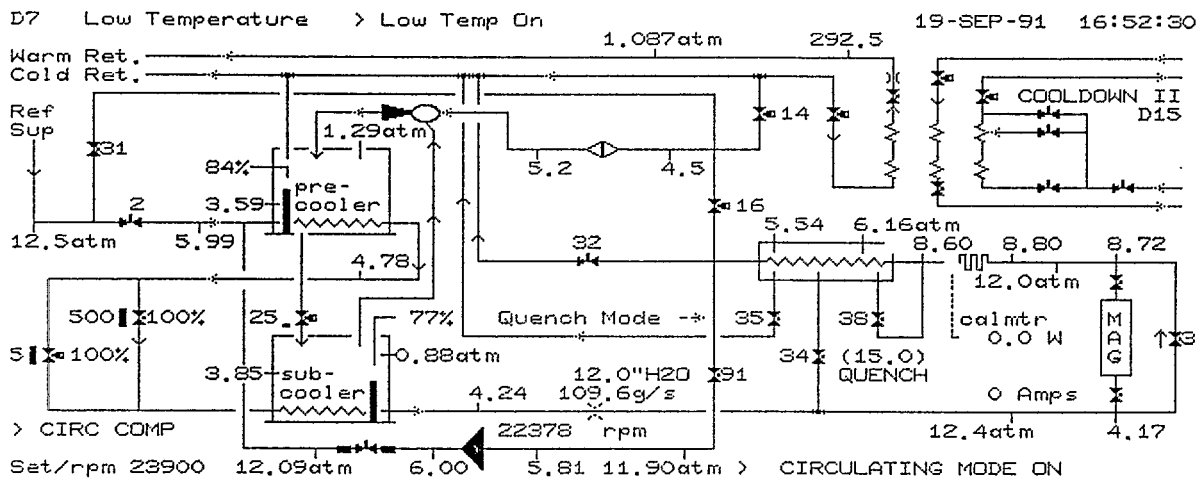 D7 Low Temperature > Low Temp On 19-SEP-91 16:52:30
Warm Ret. 1.087atm 292.5
Cold Ret.
Ref
Sup
COOLDOWN II
D15
14
1.29atm
31
5.2 4.5
84%
pre-
cooler
2 3.59 16
12.5atm 5.99
32 5.54 6.16atm
8.60 8.80 8.72
4.78 12.0atm
500 100% 25 77% Quench Mode -> 35 38 calmtr
0.0 W
MAG
3
5 100% 0.88atm 34 (15.0)
QUENCH
3.85 sub-
cooler
12.0"H2O 91
4.24 109.6g/s 0 Amps
> CIRC COMP 22378 rpm 12.4atm 4.17
Set/rpm 23900 12.09atm 6.00 5.81 11.90atm > CIRCULATING MODE ON